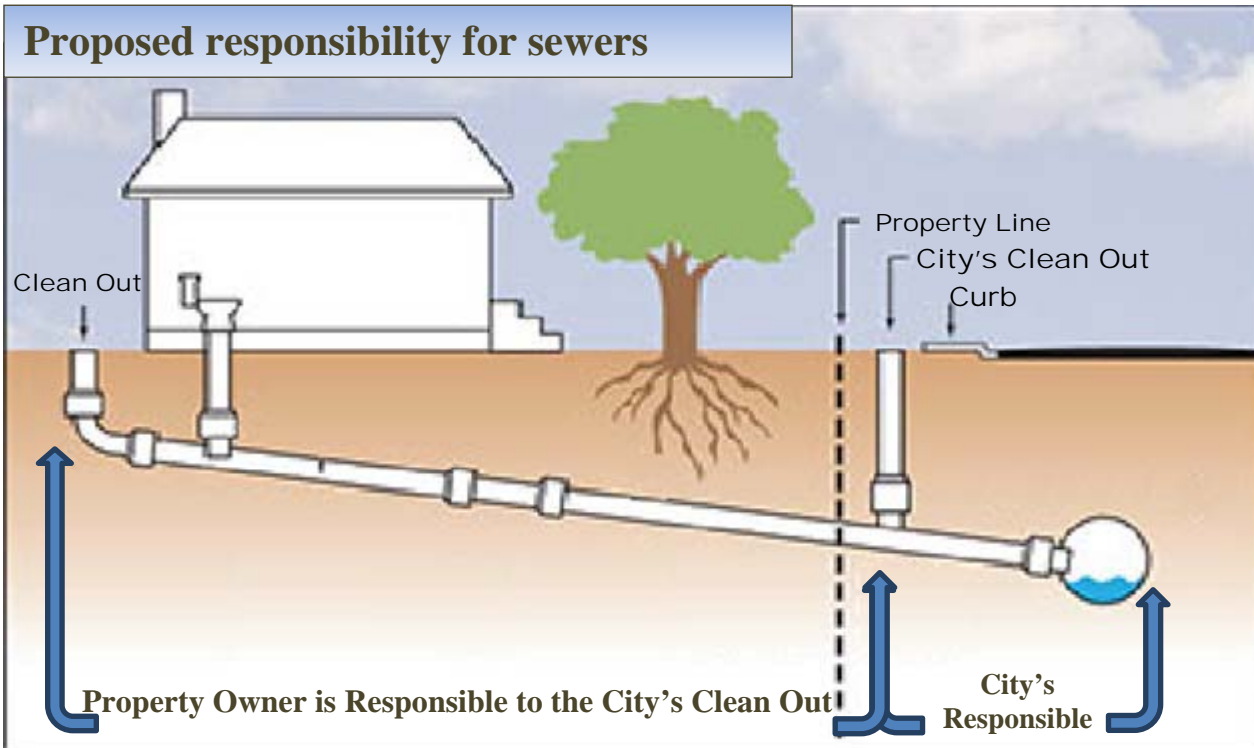 Proposed responsibility for sewers
Property Line
City's Clean Out
Clean Out
Curb
Property Owner is Responsible to the City's Clean Out
City's
Responsible